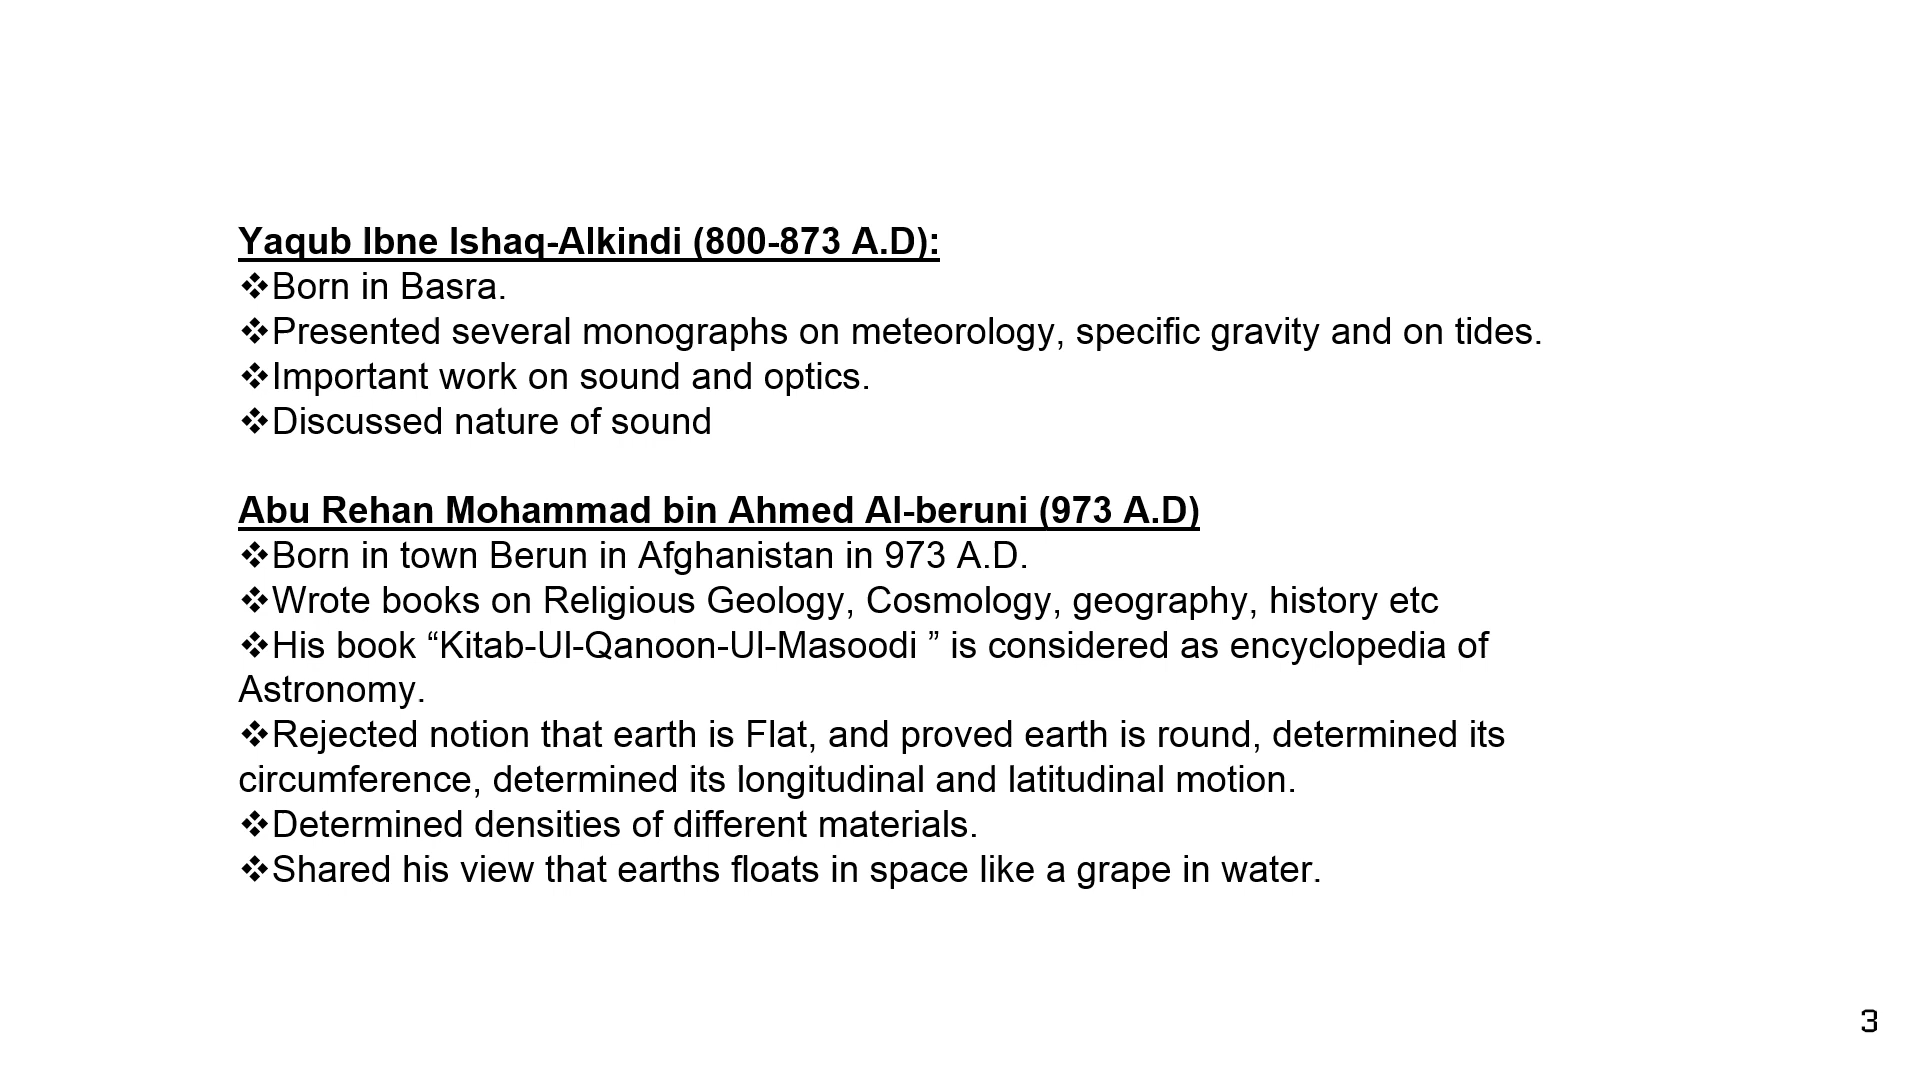 Yaqub Ibne Ishaq-Alkindi (800-873 A.D):
❖Born in Basra.
❖Presented several monographs on meteorology, specific gravity and on tides.
❖Important work on sound and optics.
❖Discussed nature of sound
Abu Rehan Mohammad bin Ahmed Al-beruni (973 A.D)
❖Born in town Berun in Afghanistan in 973 A.D.
❖Wrote books on Religious Geology, Cosmology, geography, history etc
❖His book “Kitab-Ul-Qanoon-Ul-Masoodi ” is considered as encyclopedia of
Astronomy.
❖Rejected notion that earth is Flat, and proved earth is round, determined its
circumference, determined its longitudinal and latitudinal motion.
❖Determined densities of different materials.
❖Shared his view that earths floats in space like a grape in water.
3